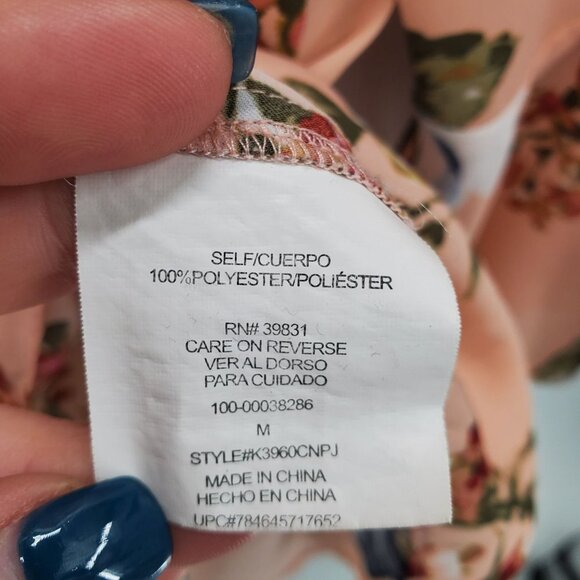 SELF/CUERPO
100%POLYESTER/POLIÉSTER
RN# 39831
CARE ON REVERSE
VER AL DORSO
PARA CUIDADO
100-00038286
M
STYLE#K3960CNPJ
MADE IN CHINA
HECHO EN CHINA
UPC#784645717652